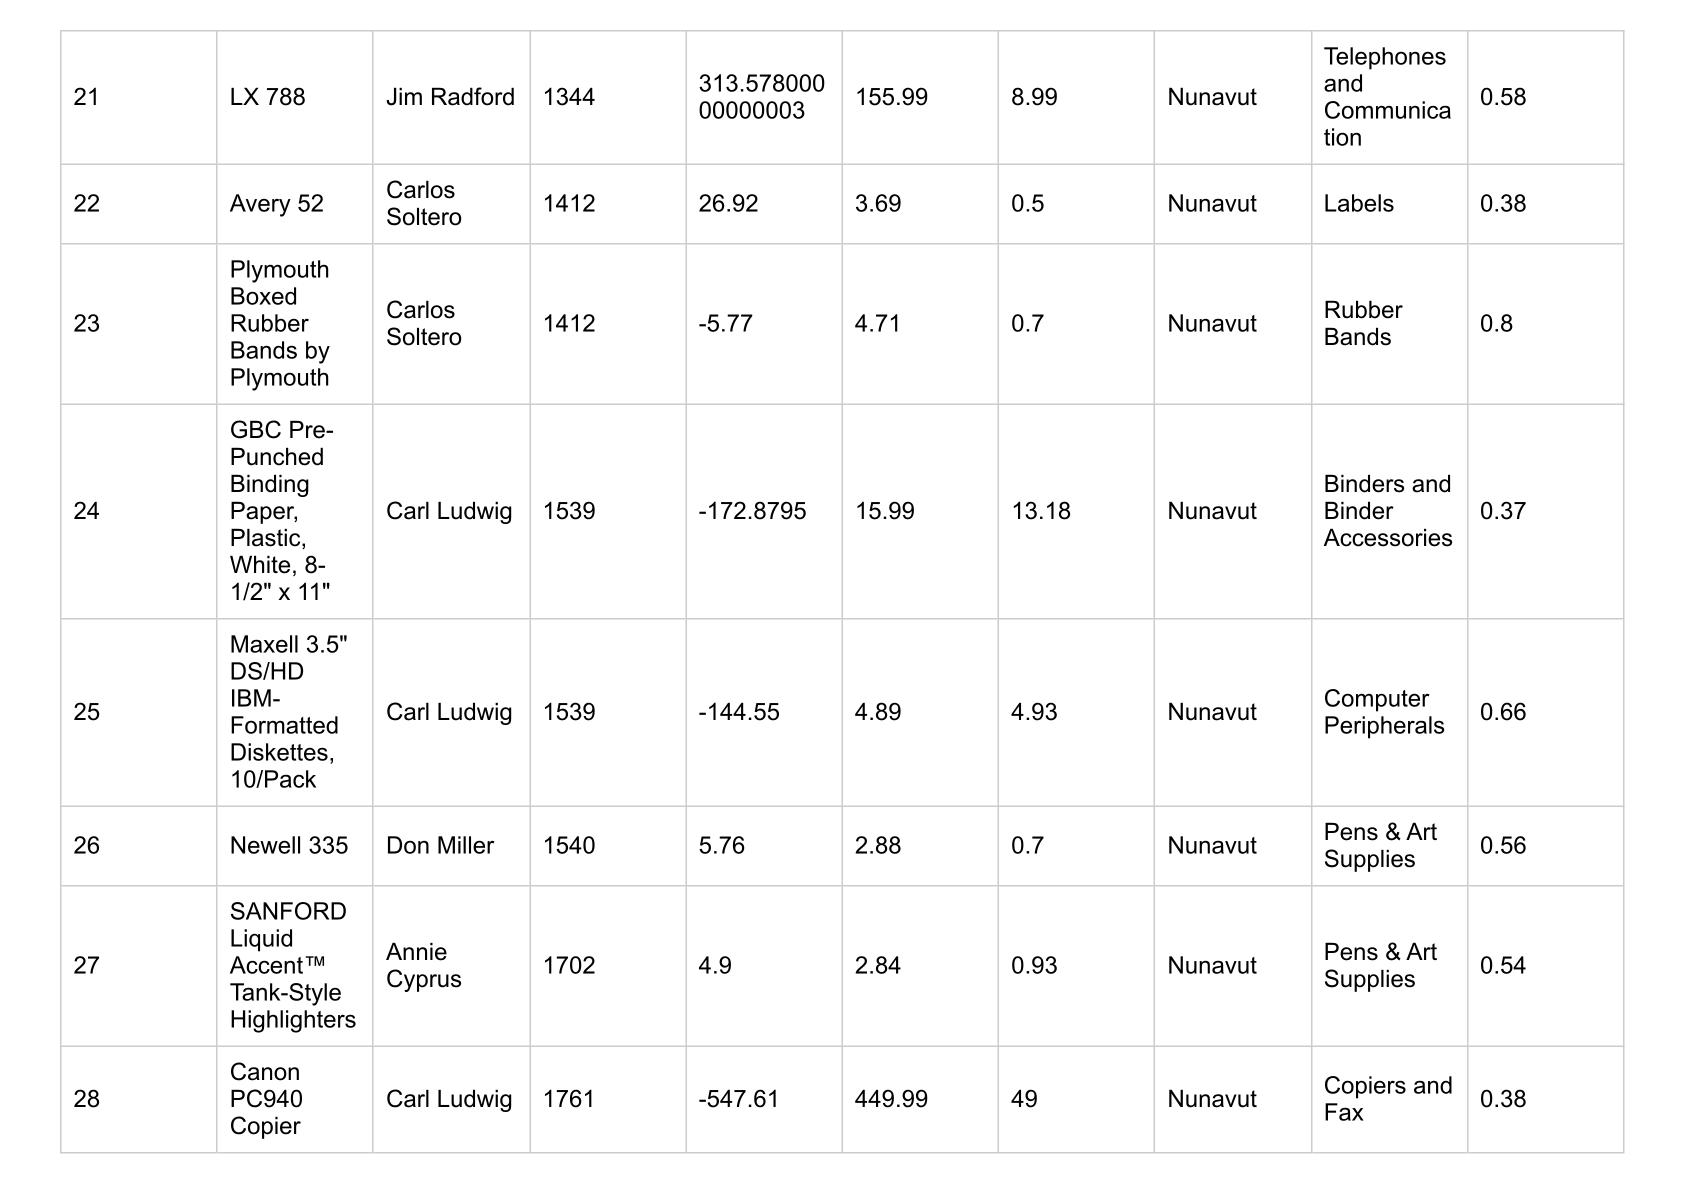 21 LX 788 Jim Radford 1344 313.578000
00000003 155.99 8.99 Nunavut Telephones
and
Communica
tion 0.58
22 Avery 52 Carlos
Soltero 1412 26.92 3.69 0.5 Nunavut Labels 0.38
23 Plymouth
Boxed
Rubber
Bands by
Plymouth Carlos
Soltero 1412 -5.77 4.71 0.7 Nunavut Rubber
Bands 0.8
24 GBC Pre-
Punched
Binding
Paper,
Plastic,
White, 8-
1/2" x 11" Carl Ludwig 1539 -172.8795 15.99 13.18 Nunavut Binders and
Binder
Accessories 0.37
25 Maxell 3.5"
DS/HD
IBM-
Formatted
Diskettes,
10/Pack Carl Ludwig 1539 -144.55 4.89 4.93 Nunavut Computer
Peripherals 0.66
26 Newell 335 Don Miller 1540 5.76 2.88 0.7 Nunavut Pens & Art
Supplies 0.56
27 SANFORD
Liquid
Accent™
Tank-Style
Highlighters Annie
Cyprus 1702 4.9 2.84 0.93 Nunavut Pens & Art
Supplies 0.54
28 Canon
PC940
Copier Carl Ludwig 1761 -547.61 449.99 49 Nunavut Copiers and
Fax 0.38